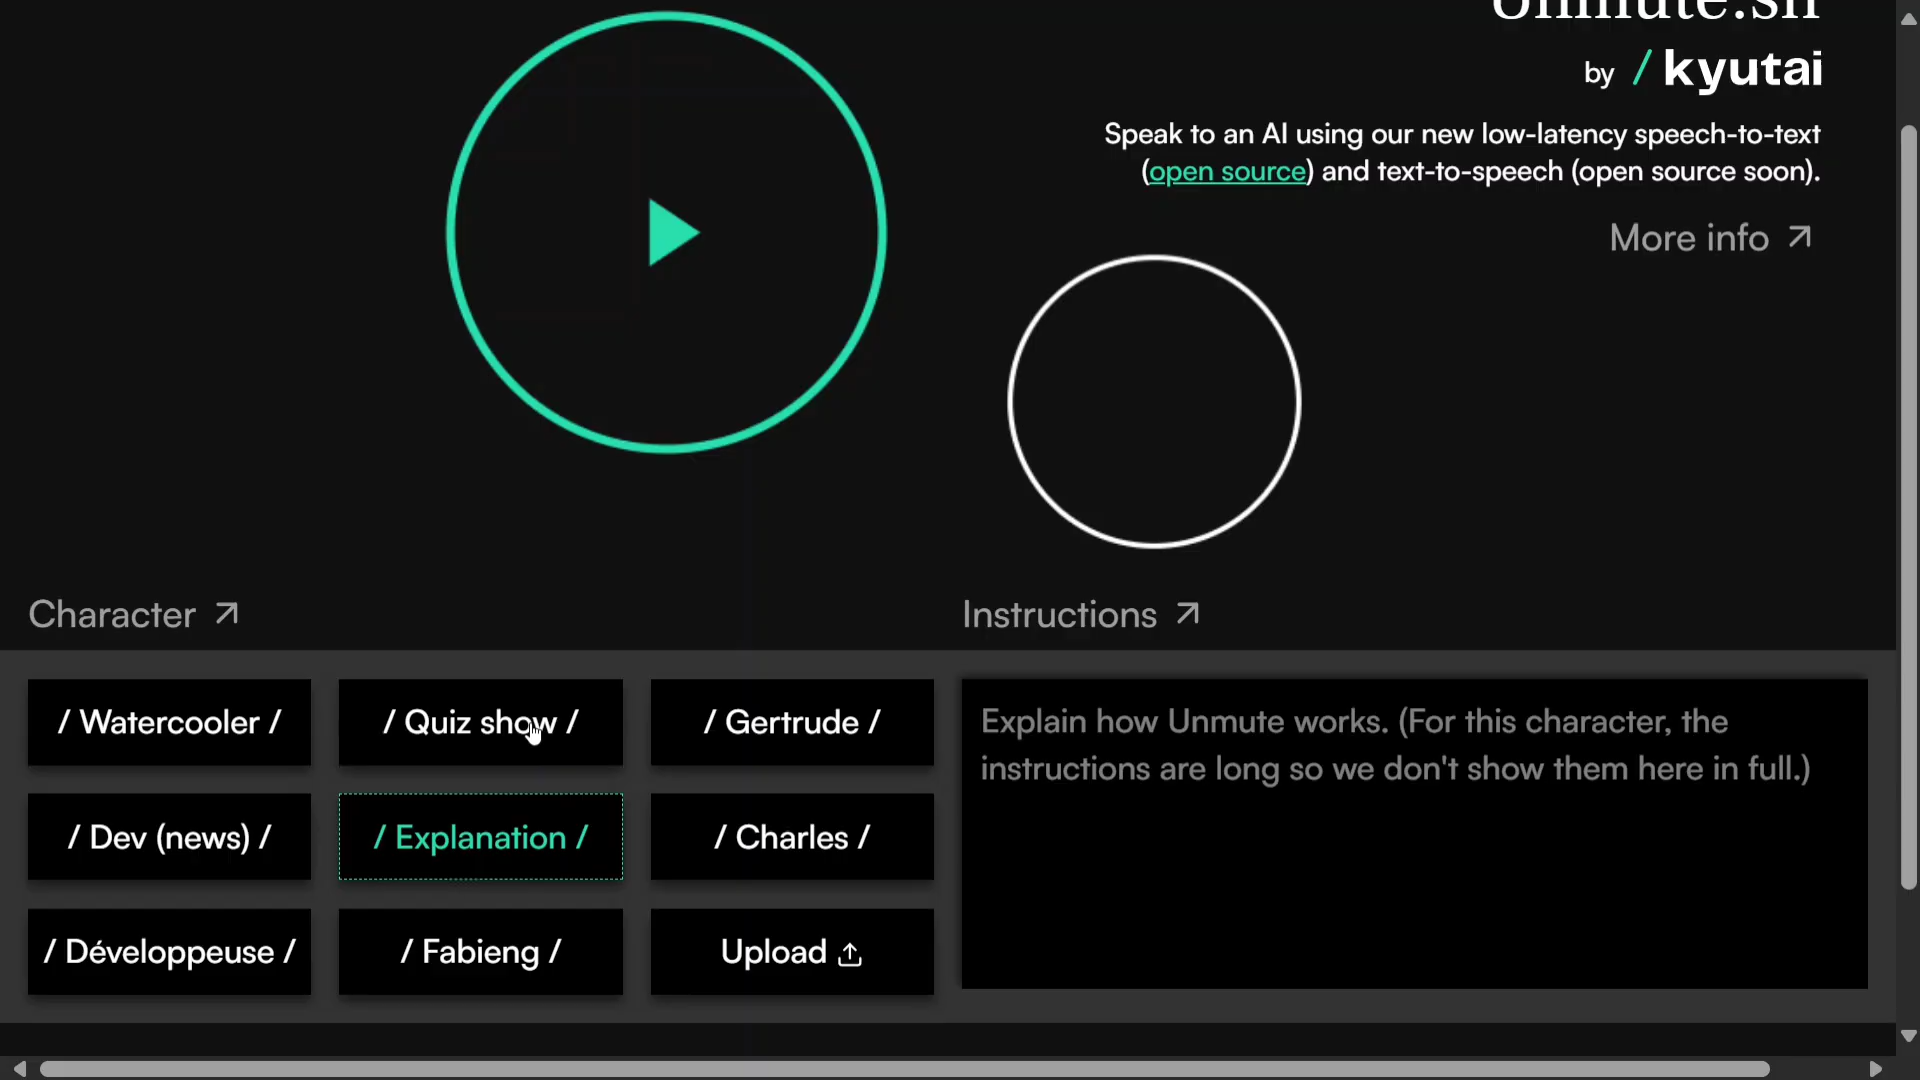 Unmute.sh
by / kyutai
Speak to an AI using our new low-latency speech-to-text
(open source) and text-to-speech (open source soon).
More info
Character
Instructions
/ Watercooler /
/ Quiz show /
/ Gertrude /
/ Dev (news) /
/ Explanation /
/ Charles /
/ Développeuse /
/ Fabieng /
Upload
Explain how Unmute works. (For this character, the
instructions are long so we don't show them here in full.)